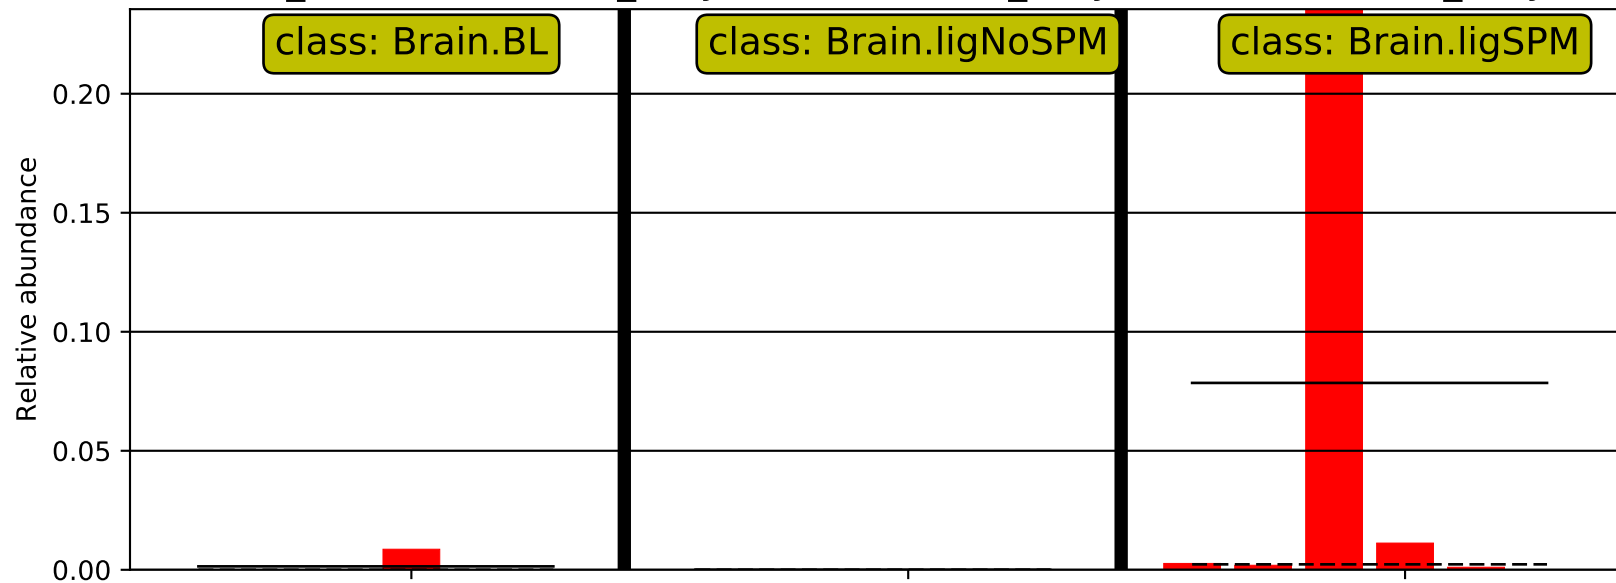 class: Brain.BL
class: Brain.ligNoSPM
class: Brain.ligSPM
0.20
0.15
0.10
0.05
0.00
Relative abundance